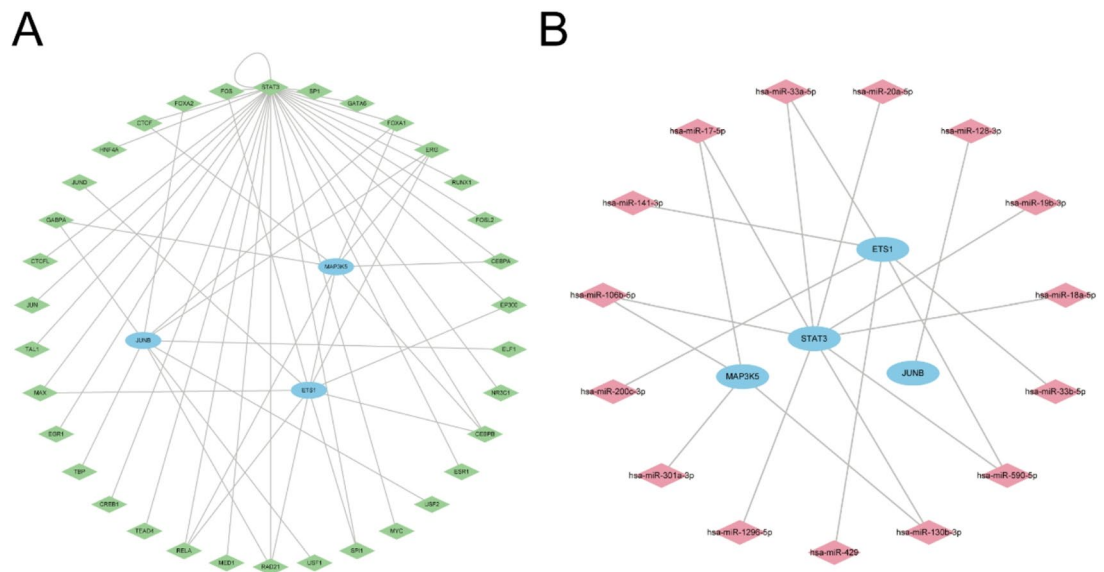 A
B
STAT3
FOS
SP1
FOXA2
GATA6
CTCF
FOXA1
HNF4A
ERG
JUND
RUNX1
GABPA
FOSL2
CTCFL
MAP3K5
CEBPA
JUN
EP300
TAL1
JUNB
ELF1
MAX
ETS1
NR3C1
EGR1
CEBPB
TBP
ESR1
CREB1
USF2
TEAD4
MYC
RELA
SPI1
MED1
RAD21
USF1
hsa-miR-33a-5p
hsa-miR-20a-5p
hsa-miR-17-5p
hsa-miR-128-3p
hsa-miR-141-3p
hsa-miR-19b-3p
ETS1
hsa-miR-106b-5p
hsa-miR-18a-5p
STAT3
MAP3K5
JUNB
hsa-miR-200c-3p
hsa-miR-33b-5p
hsa-miR-301a-3p
hsa-miR-590-5p
hsa-miR-1296-5p
hsa-miR-130b-3p
hsa-miR-429